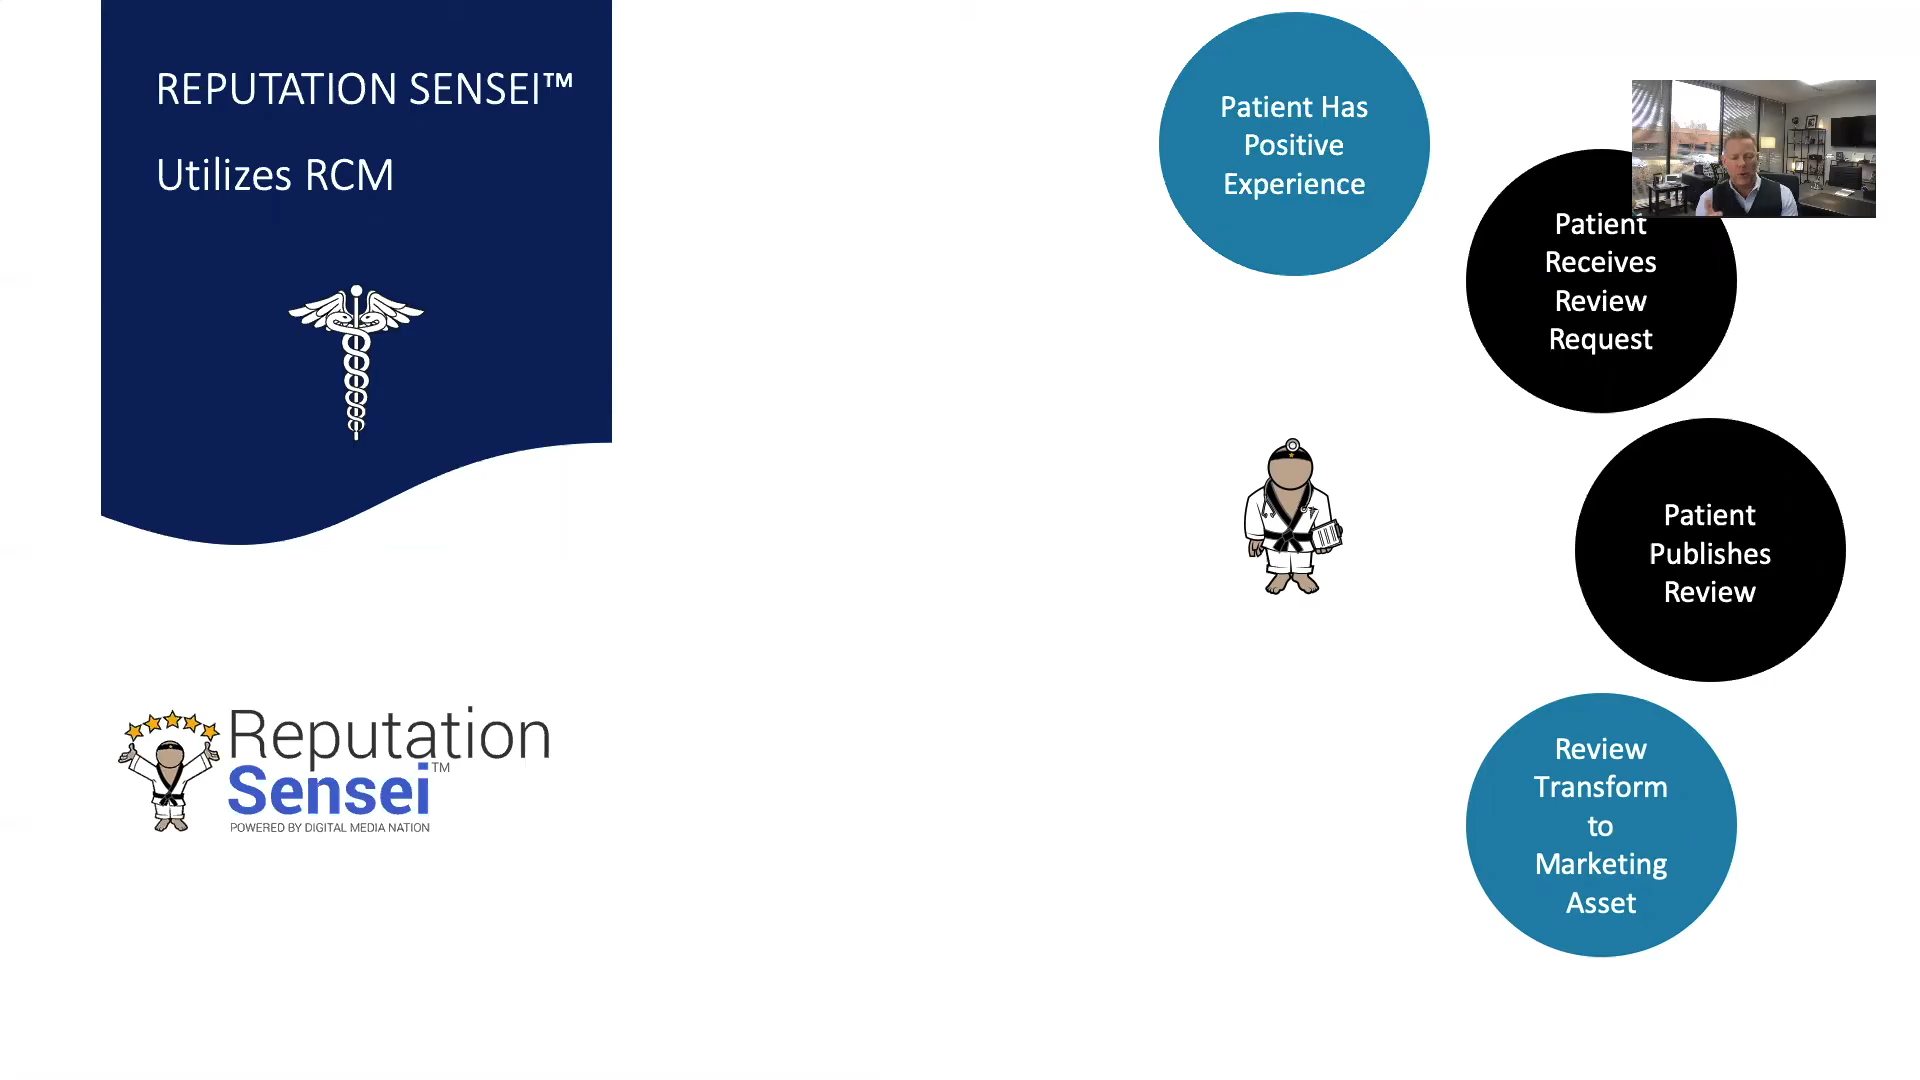 REPUTATION SENSEI™
Utilizes RCM
Patient Has
Positive
Experience
Patient
Receives
Review
Request
Patient
Publishes
Review
Review
Transform
to
Marketing
Asset
Reputation
Sensei™
POWERED BY DIGITAL MEDIA NATION